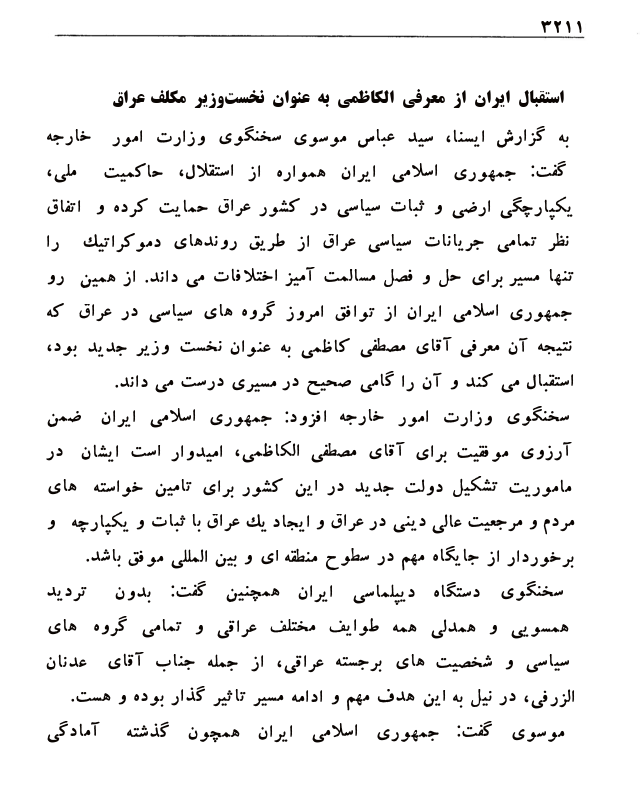 ۳۲۱۱
استقبال ایران از معرفی الکاظمی به عنوان نخست‌وزیر مکلف عراق
به گزارش ایسنا، سید عباس موسوی سخنگوی وزارت امور خارجه
گفت: جمهوری اسلامی ایران همواره از استقلال، حاکمیت ملی،
یکپارچگی ارضی و ثبات سیاسی در کشور عراق حمایت کرده و اتفاق
نظر تمامی جریانات سیاسی عراق از طریق روندهای دموکراتیک را
تنها مسیر برای حل و فصل مسالمت آمیز اختلافات می داند. از همین رو
جمهوری اسلامی ایران از توافق امروز گروه های سیاسی در عراق که
نتیجه آن معرفی آقای مصطفی کاظمی به عنوان نخست وزیر جدید بود،
استقبال می کند و آن را گامی صحیح در مسیری درست می داند.
سخنگوی وزارت امور خارجه افزود: جمهوری اسلامی ایران ضمن
آرزوی موفقیت برای آقای مصطفی الکاظمی، امیدوار است ایشان در
ماموریت تشکیل دولت جدید در این کشور برای تامین خواسته های
مردم و مرجعیت عالی دینی در عراق و ایجاد یك عراق با ثبات و یکپارچه و
برخوردار از جایگاه مهم در سطوح منطقه ای و بین المللی موفق باشد.
سخنگوی دستگاه دیپلماسی ایران همچنین گفت: بدون تردید
همسویی و همدلی همه طوایف مختلف عراقی و تمامی گروه های
سیاسی و شخصیت های برجسته عراقی، از جمله جناب آقای عدنان
الزرفی، در نیل به این هدف مهم و ادامه مسیر تاثیر گذار بوده و هست.
موسوی گفت: جمهوری اسلامی ایران همچون گذشته آمادگی